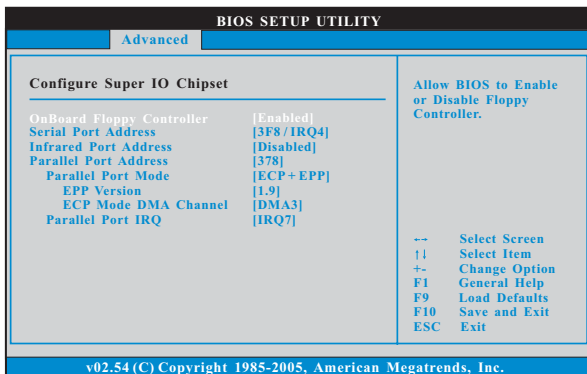 BIOS SETUP UTILITY
Advanced
Configure Super IO Chipset
OnBoard Floppy Controller [Enabled]
Serial Port Address [3F8 / IRQ4]
Infrared Port Address [Disabled]
Parallel Port Address [378]
Parallel Port Mode [ECP + EPP]
EPP Version [1.9]
ECP Mode DMA Channel [DMA3]
Parallel Port IRQ [IRQ7]
Allow BIOS to Enable
or Disable Floppy
Controller.
←→ Select Screen
↑↓ Select Item
+- Change Option
F1 General Help
F9 Load Defaults
F10 Save and Exit
ESC Exit
v02.54 (C) Copyright 1985-2005, American Megatrends, Inc.